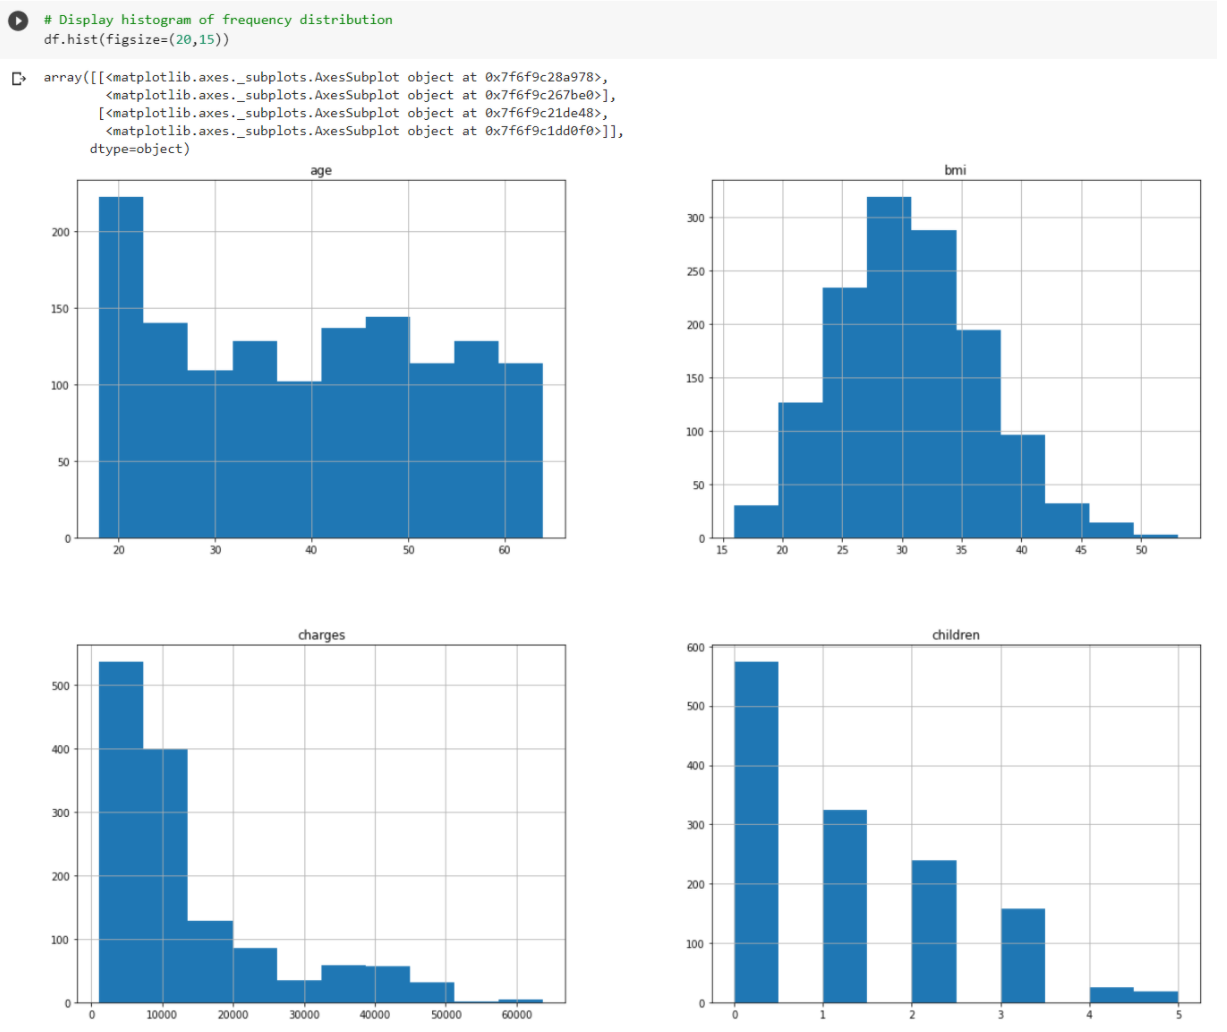 # Display histogram of frequency distribution
df.hist(figsize=(20,15))
array([[<matplotlib.axes._subplots.AxesSubplot object at 0x7f6f9c28a978>,
<matplotlib.axes._subplots.AxesSubplot object at 0x7f6f9c267be0>],
[<matplotlib.axes._subplots.AxesSubplot object at 0x7f6f9c21de48>,
<matplotlib.axes._subplots.AxesSubplot object at 0x7f6f9c1dd0f0>]],
dtype=object)
age
200
150
100
50
0
20 30 40 50 60
bmi
300
250
200
150
100
50
0
15 20 25 30 35 40 45 50
charges
500
400
300
200
100
0
0 10000 20000 30000 40000 50000 60000
children
600
500
400
300
200
100
0
0 1 2 3 4 5